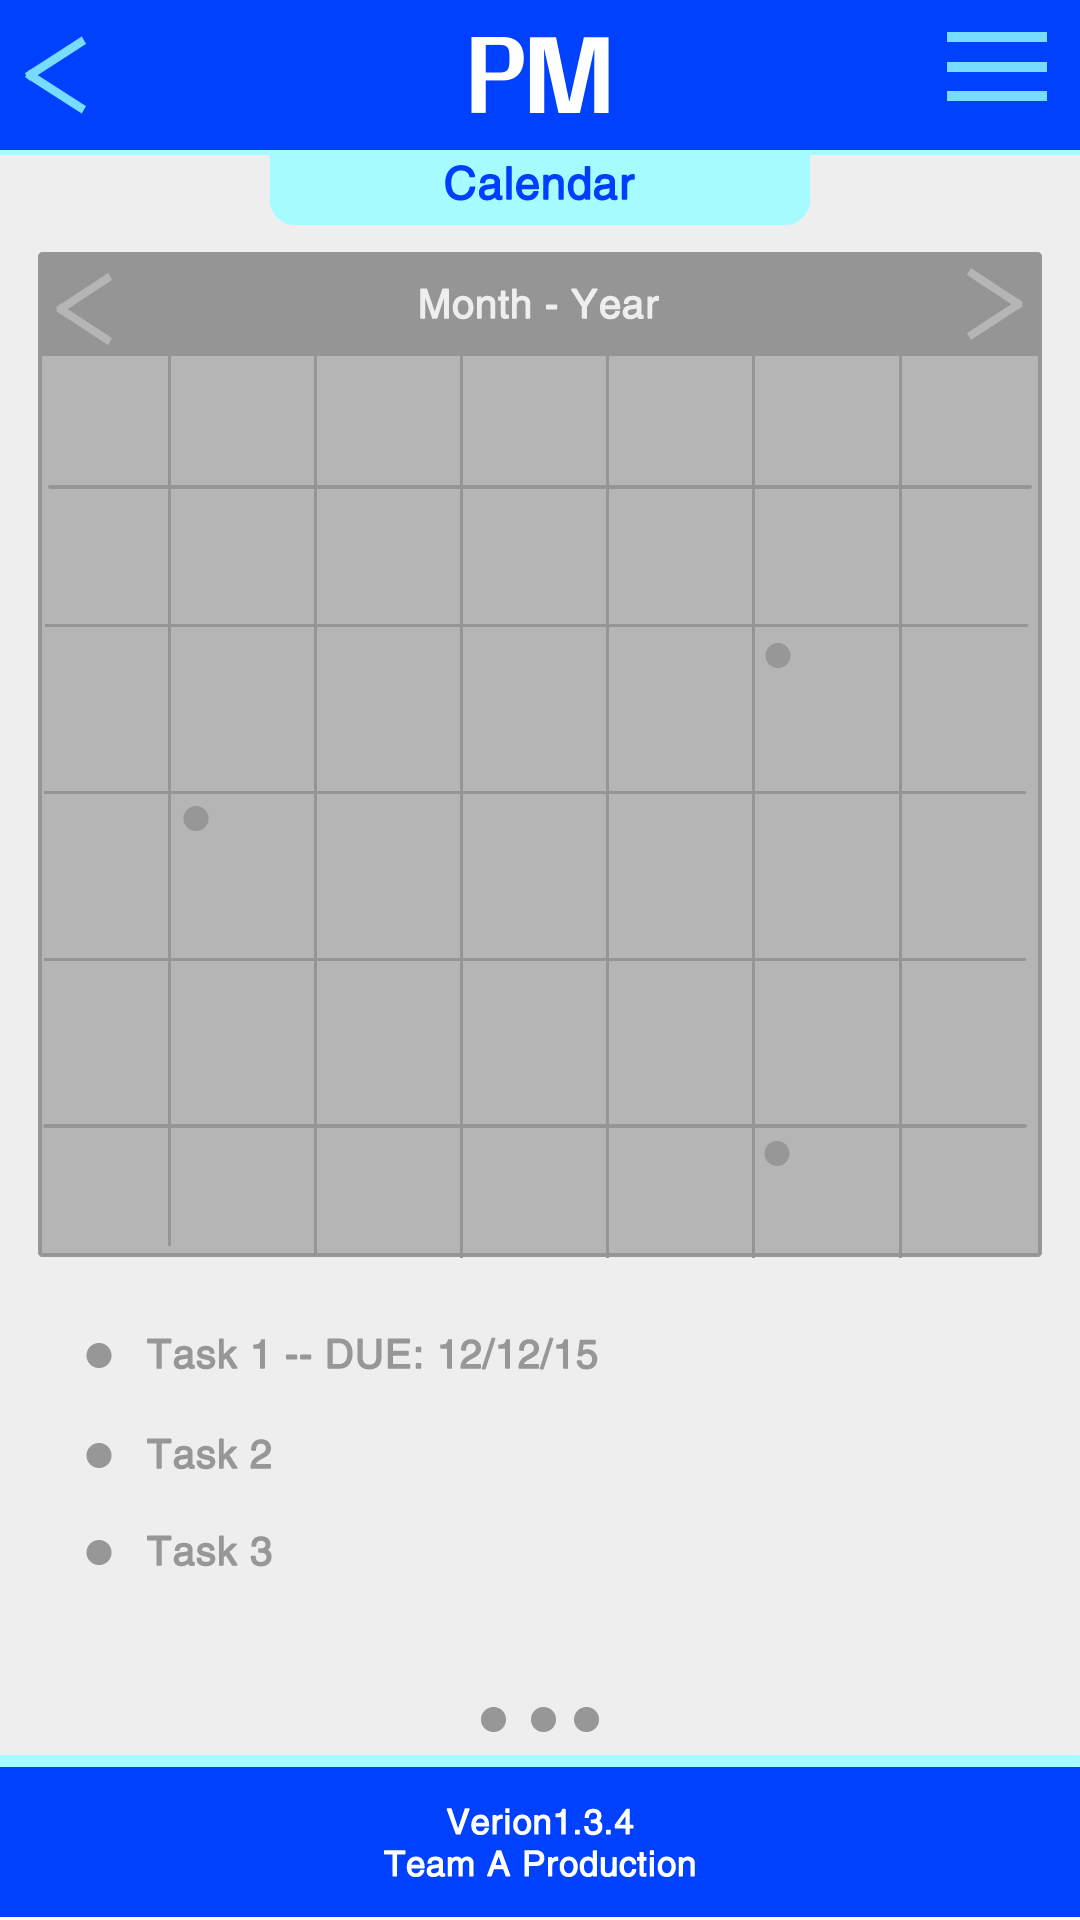 PM
Calendar
Month - Year
Task 1 -- DUE: 12/12/15
Task 2
Task 3
Verion1.3.4
Team A Production